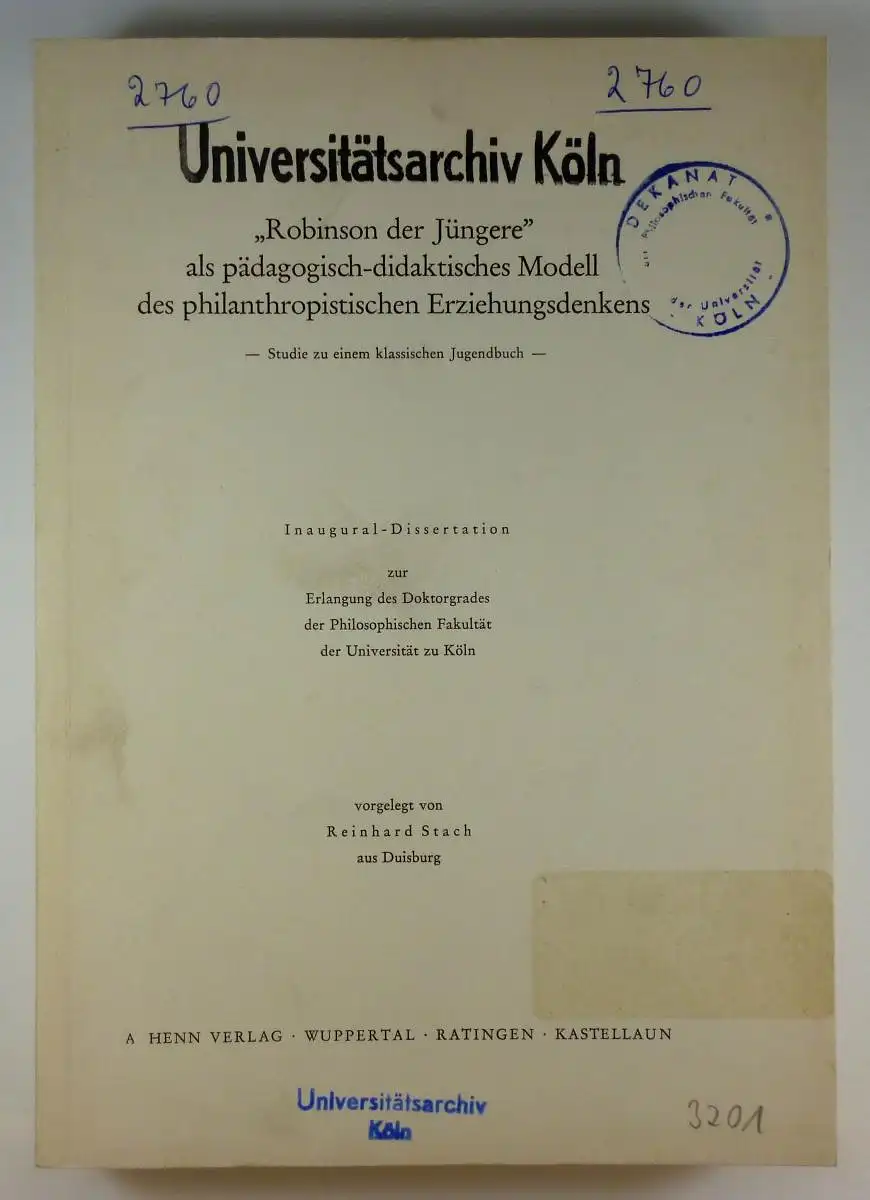 2760
2760
Universitätsarchiv Köln
DEKANAT
der Philosophischen Fakultät
der Universität
KÖLN
„Robinson der Jüngere”
als pädagogisch-didaktisches Modell
des philanthropistischen Erziehungsdenkens
— Studie zu einem klassischen Jugendbuch —
Inaugural-Dissertation
zur
Erlangung des Doktorgrades
der Philosophischen Fakultät
der Universität zu Köln
vorgelegt von
Reinhard Stach
aus Duisburg
A HENN VERLAG · WUPPERTAL · RATINGEN · KASTELLAUN
Universitätsarchiv
Köln
3201